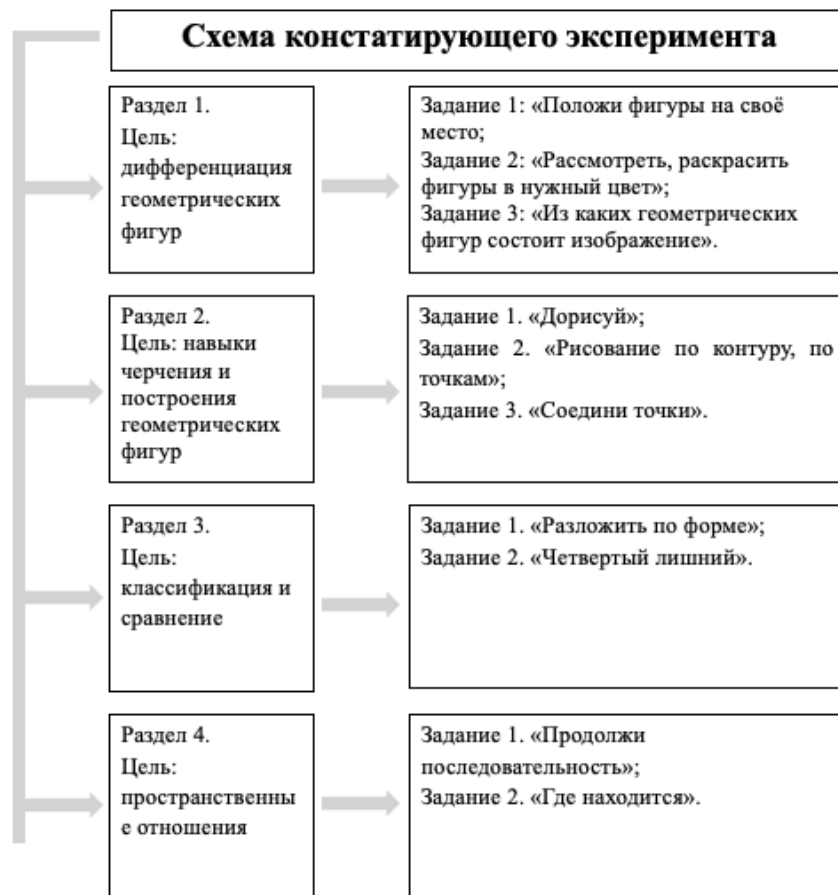 Схема констатирующего эксперимента
Раздел 1.
Цель:
дифференциация
геометрических
фигур
Задание 1: «Положи фигуры на своё
место;
Задание 2: «Рассмотреть, раскрасить
фигуры в нужный цвет»;
Задание 3: «Из каких геометрических
фигур состоит изображение».
Раздел 2.
Цель: навыки
черчения и
построения
геометрических
фигур
Задание 1. «Дорисуй»;
Задание 2. «Рисование по контуру, по
точкам»;
Задание 3. «Соедини точки».
Раздел 3.
Цель:
классификация и
сравнение
Задание 1. «Разложить по форме»;
Задание 2. «Четвертый лишний».
Раздел 4.
Цель:
пространственны
е отношения
Задание 1. «Продолжи
последовательность»;
Задание 2. «Где находится».